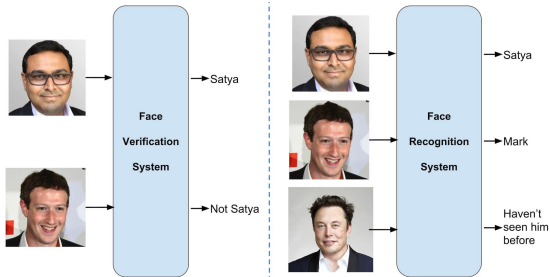 Face
Verification
System
Satya
Not Satya
Face
Recognition
System
Satya
Mark
Haven't
seen him
before